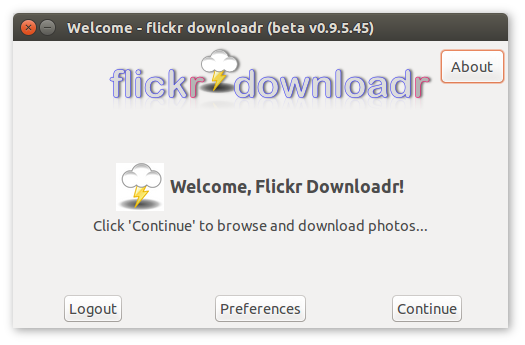 Welcome - flickr downloadr (beta v0.9.5.45)
flickr downloadr
About
Welcome, Flickr Downloadr!
Click 'Continue' to browse and download photos...
Logout
Preferences
Continue